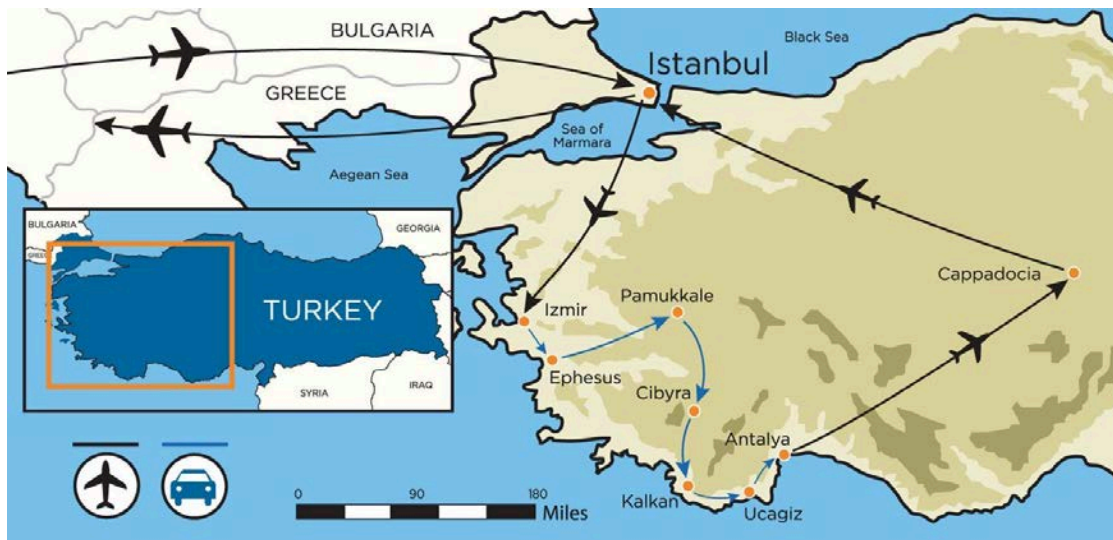 BULGARIA
Black Sea
Istanbul
GREECE
Sea of
Marmara
Aegean Sea
BULGARIA
GEORGIA
GREECE
Cappadocia
Pamukkale
Izmir
TURKEY
Ephesus
Cibyra
SYRIA
IRAQ
Antalya
Kalkan
Ucagiz
0
90
180
Miles